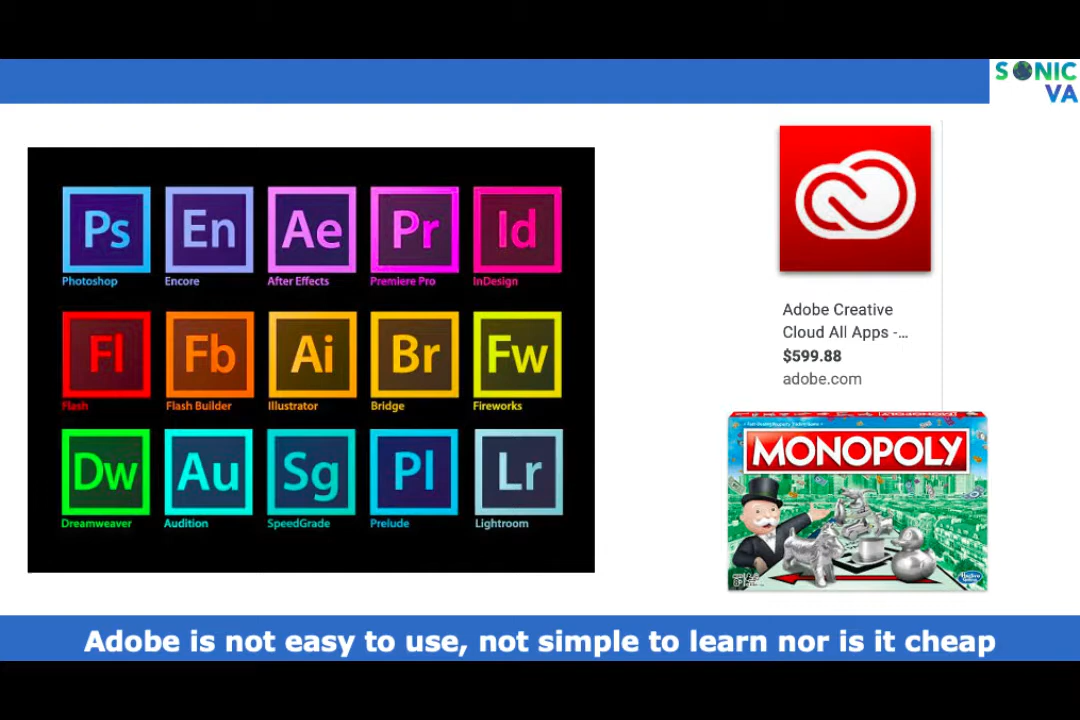 SONIC
VA
Ps
En
Ae
Pr
Id
Photoshop
Encore
After Effects
Premiere Pro
InDesign
Fl
Fb
Ai
Br
Fw
Flash
Flash Builder
Illustrator
Bridge
Fireworks
Dw
Au
Sg
Pl
Lr
Dreamweaver
Audition
SpeedGrade
Prelude
Lightroom
Adobe Creative
Cloud All Apps -...
$599.88
adobe.com
MONOPOLY
Adobe is not easy to use, not simple to learn nor is it cheap